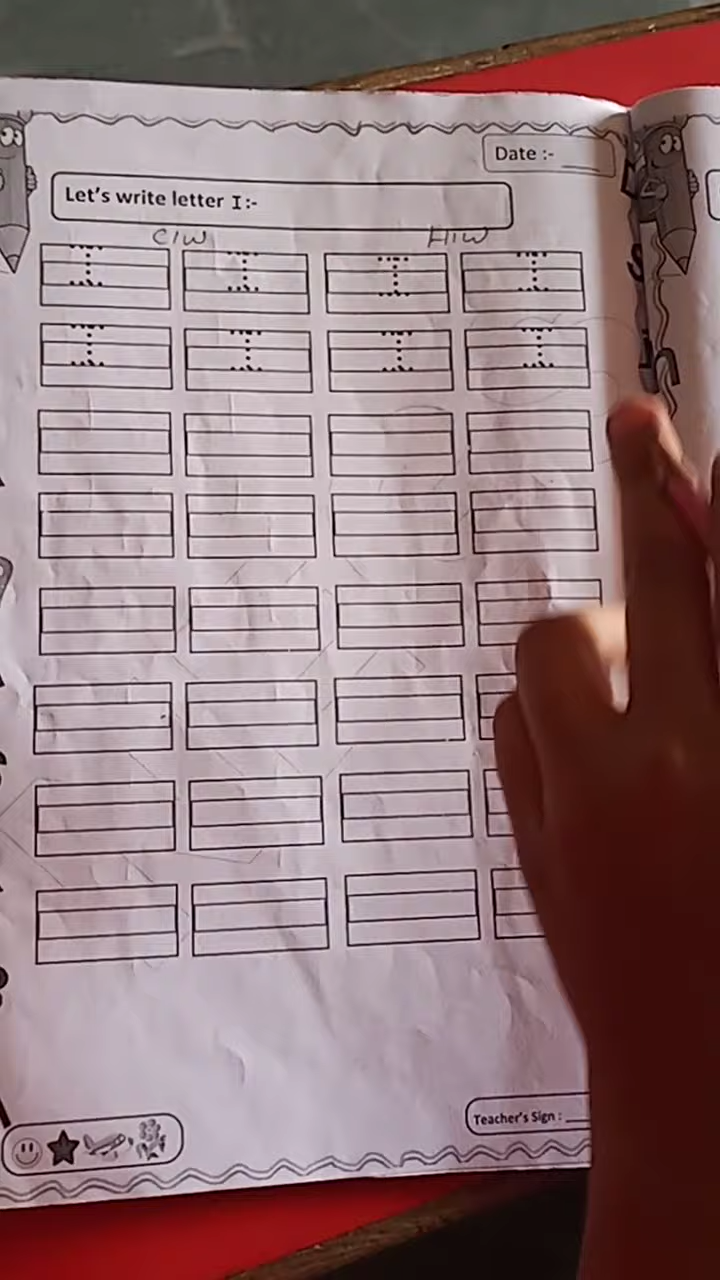 Date :-
Let's write letter I :-
C/W H/W
I I I I
I I I I
Teacher's Sign :